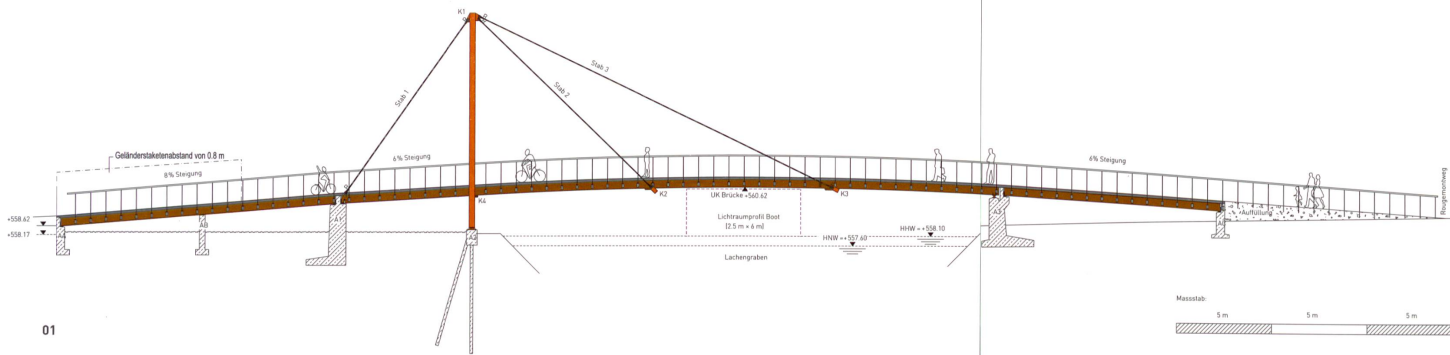 K1
Stab 1
Stab 2
Stab 3
Geländerstaketenabstand von 0.8 m
8% Steigung
6% Steigung
6% Steigung
+558.62
+558.17
A1
K4
K2
UK Brücke +560.62
K3
Lichtraumprofil Boot
(2.5 m × 6 m)
HNW =+557.60
HHW =+558.10
Lachengraben
A2
A3
Auffüllung
Rougemontweg
Massstab:
5 m
5 m
5 m
01